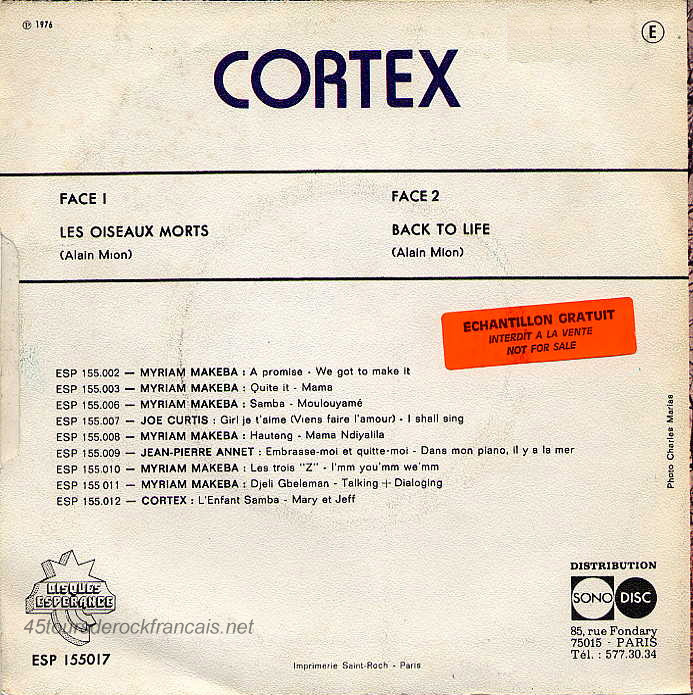 ℗ 1976
E
CORTEX
FACE 1
LES OISEAUX MORTS
(Alain Mion)
FACE 2
BACK TO LIFE
(Alain Mion)
ECHANTILLON GRATUIT
INTERDIT A LA VENTE
NOT FOR SALE
ESP 155.002 — MYRIAM MAKEBA : A promise - We got to make it
ESP 155.003 — MYRIAM MAKEBA : Quite it - Mama
ESP 155.006 — MYRIAM MAKEBA : Samba - Moulouyamé
ESP 155.007 — JOE CURTIS : Girl je t'aime (Viens faire l'amour) - I shall sing
ESP 155.008 — MYRIAM MAKEBA : Hauteng - Mama Ndiyalila
ESP 155.009 — JEAN-PIERRE ANNET : Embrasse-moi et quitte-moi - Dans mon piano, il y a la mer
ESP 155.010 — MYRIAM MAKEBA : Les trois "Z" - I'mm you'mm we'mm
ESP 155 011 — MYRIAM MAKEBA : Djeli Gbeleman - Talking + Dialoging
ESP 155.012 — CORTEX : L'Enfant Samba - Mary et Jeff
Photo Charles Marlas
DISQUES
ESPERANCE
45toursderockfrancais.net
ESP 155017
Imprimerie Saint-Roch - Paris
DISTRIBUTION
SONO DISC
85, rue Fondary
75015 - PARIS
Tél. : 577.30.34